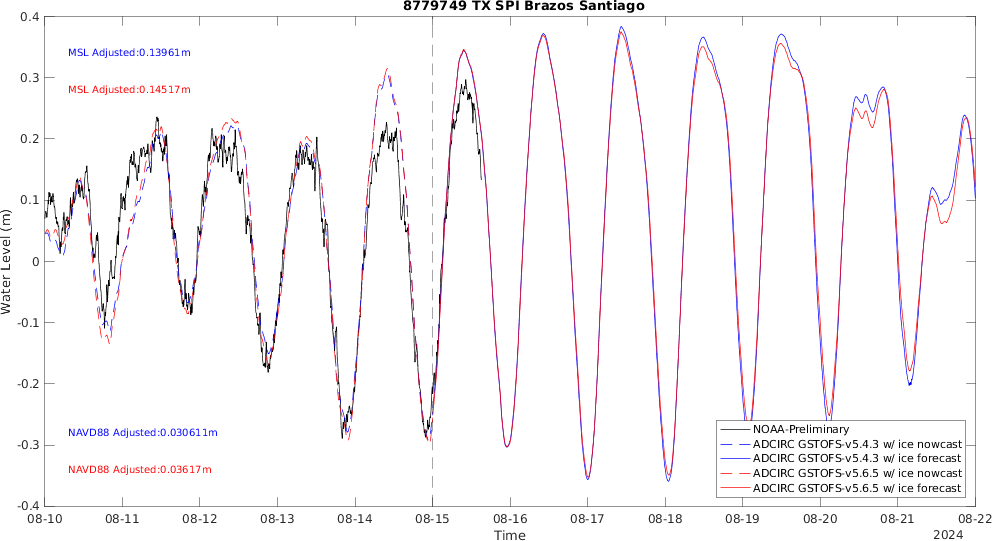 8779749 TX SPI Brazos Santiago
0.4
0.3
0.2
0.1
0
-0.1
-0.2
-0.3
-0.4
Water Level (m)
MSL Adjusted:0.13961m
MSL Adjusted:0.14517m
NAVD88 Adjusted:0.030611m
NAVD88 Adjusted:0.03617m
NOAA-Preliminary
ADCIRC GSTOFS-v5.4.3 w/ ice nowcast
ADCIRC GSTOFS-v5.4.3 w/ ice forecast
ADCIRC GSTOFS-v5.6.5 w/ ice nowcast
ADCIRC GSTOFS-v5.6.5 w/ ice forecast
08-10 08-11 08-12 08-13 08-14 08-15 08-16 08-17 08-18 08-19 08-20 08-21 08-22
Time
2024